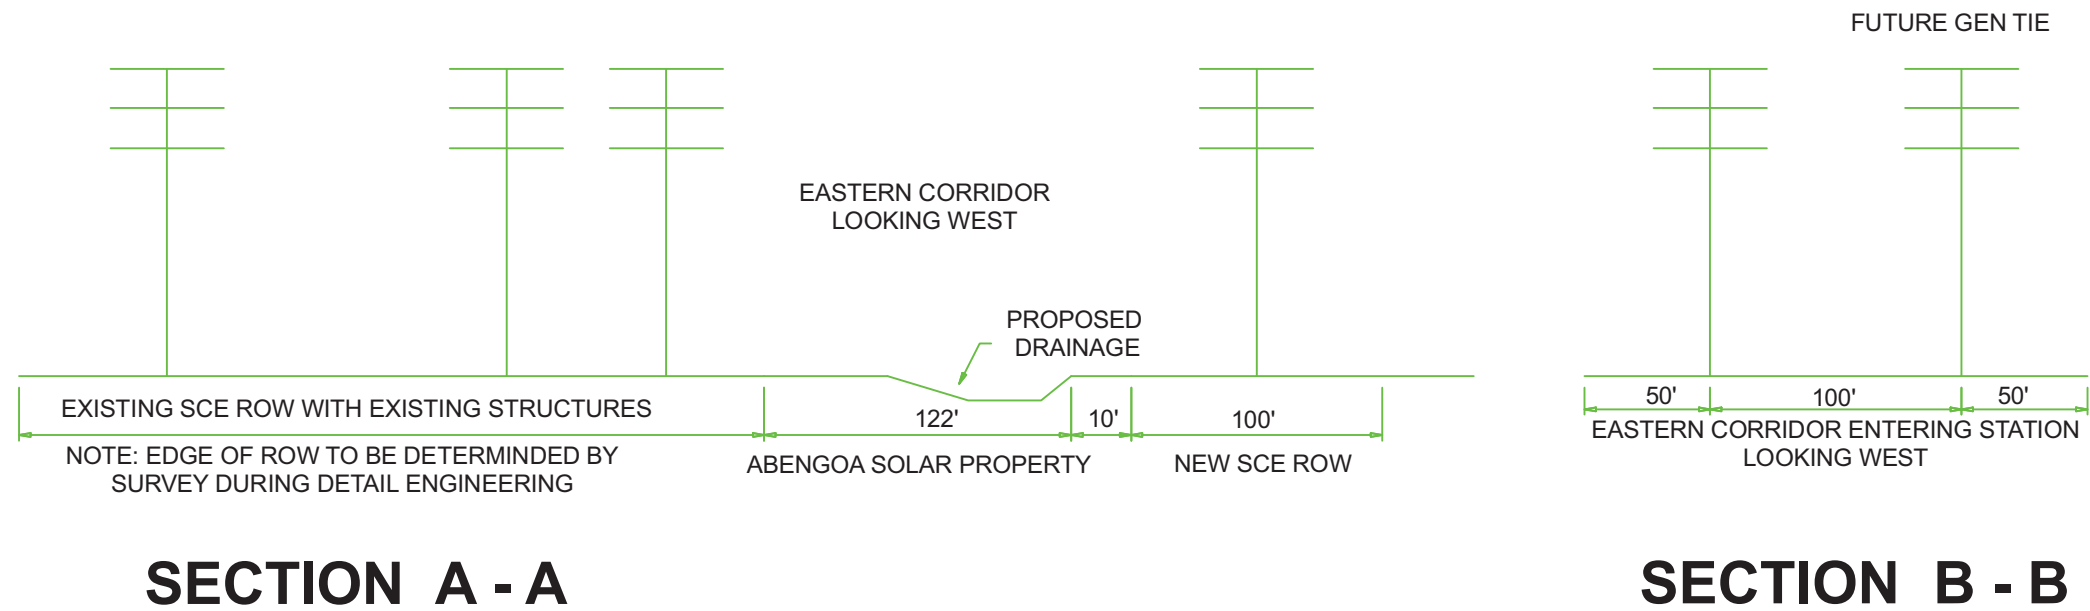 FUTURE GEN TIE
EASTERN CORRIDOR
LOOKING WEST
PROPOSED
DRAINAGE
EXISTING SCE ROW WITH EXISTING STRUCTURES
122'
10'
100'
NOTE: EDGE OF ROW TO BE DETERMINDED BY
SURVEY DURING DETAIL ENGINEERING
ABENGOA SOLAR PROPERTY
NEW SCE ROW
50'
100'
50'
EASTERN CORRIDOR ENTERING STATION
LOOKING WEST
SECTION A - A
SECTION B - B